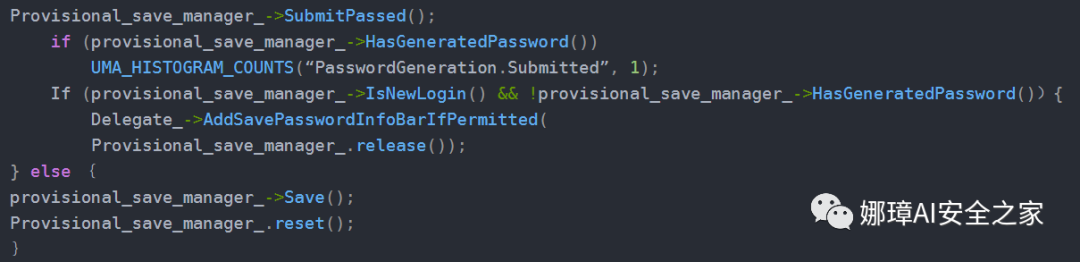 Provisional_save_manager_->SubmitPassed();
    if (provisional_save_manager_->HasGeneratedPassword())
        UMA_HISTOGRAM_COUNTS(“PasswordGeneration.Submitted”, 1);
    If (provisional_save_manager_->IsNewLogin() && !provisional_save_manager_->HasGeneratedPassword()) {
        Delegate_->AddSavePasswordInfoBarIfPermitted(
        Provisional_save_manager_.release());
} else {
provisional_save_manager_->Save();
Provisional_save_manager_.reset();
}
娜璋AI安全之家